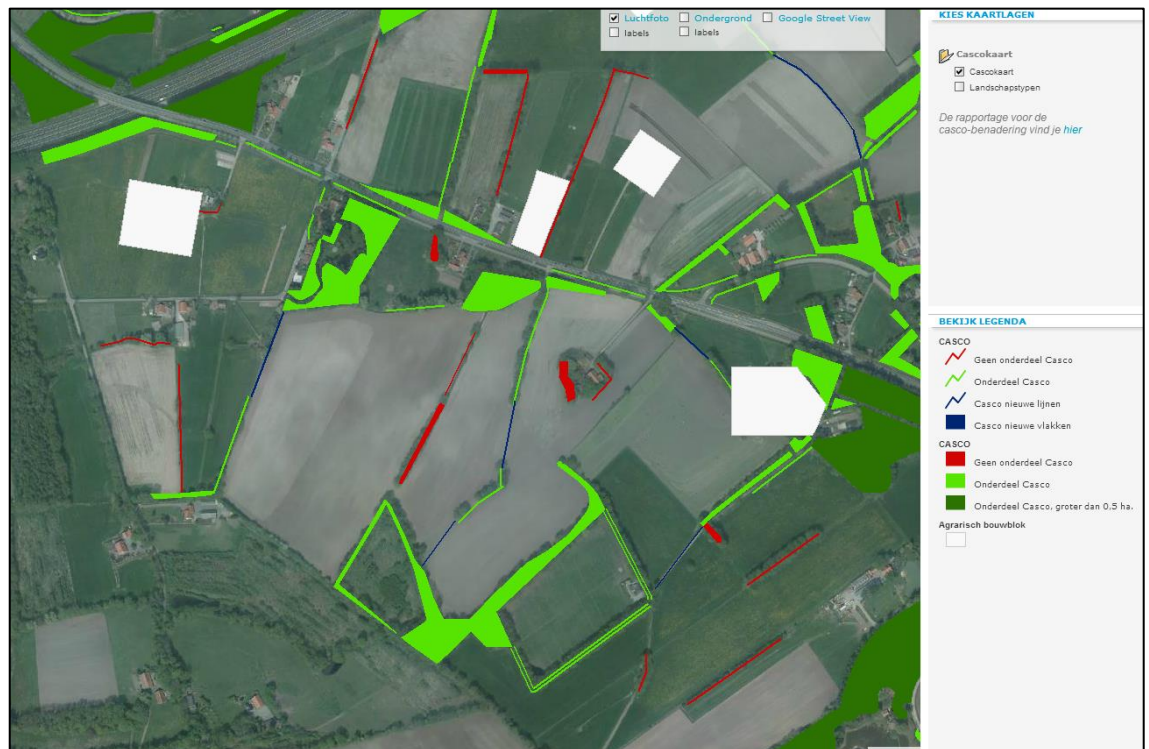 Luchtfoto Ondergrond Google Street View
labels labels
KIES KAARTLAGEN
Cascokaart
Cascokaart
Landschapstypen
De rapportage voor de
casco-benadering vind je hier
BEKIJK LEGENDA
CASCO
Geen onderdeel Casco
Onderdeel Casco
Casco nieuwe lijnen
Casco nieuwe vlakken
CASCO
Geen onderdeel Casco
Onderdeel Casco
Onderdeel Casco, groter dan 0,5 ha.
Agrarisch bouwblok